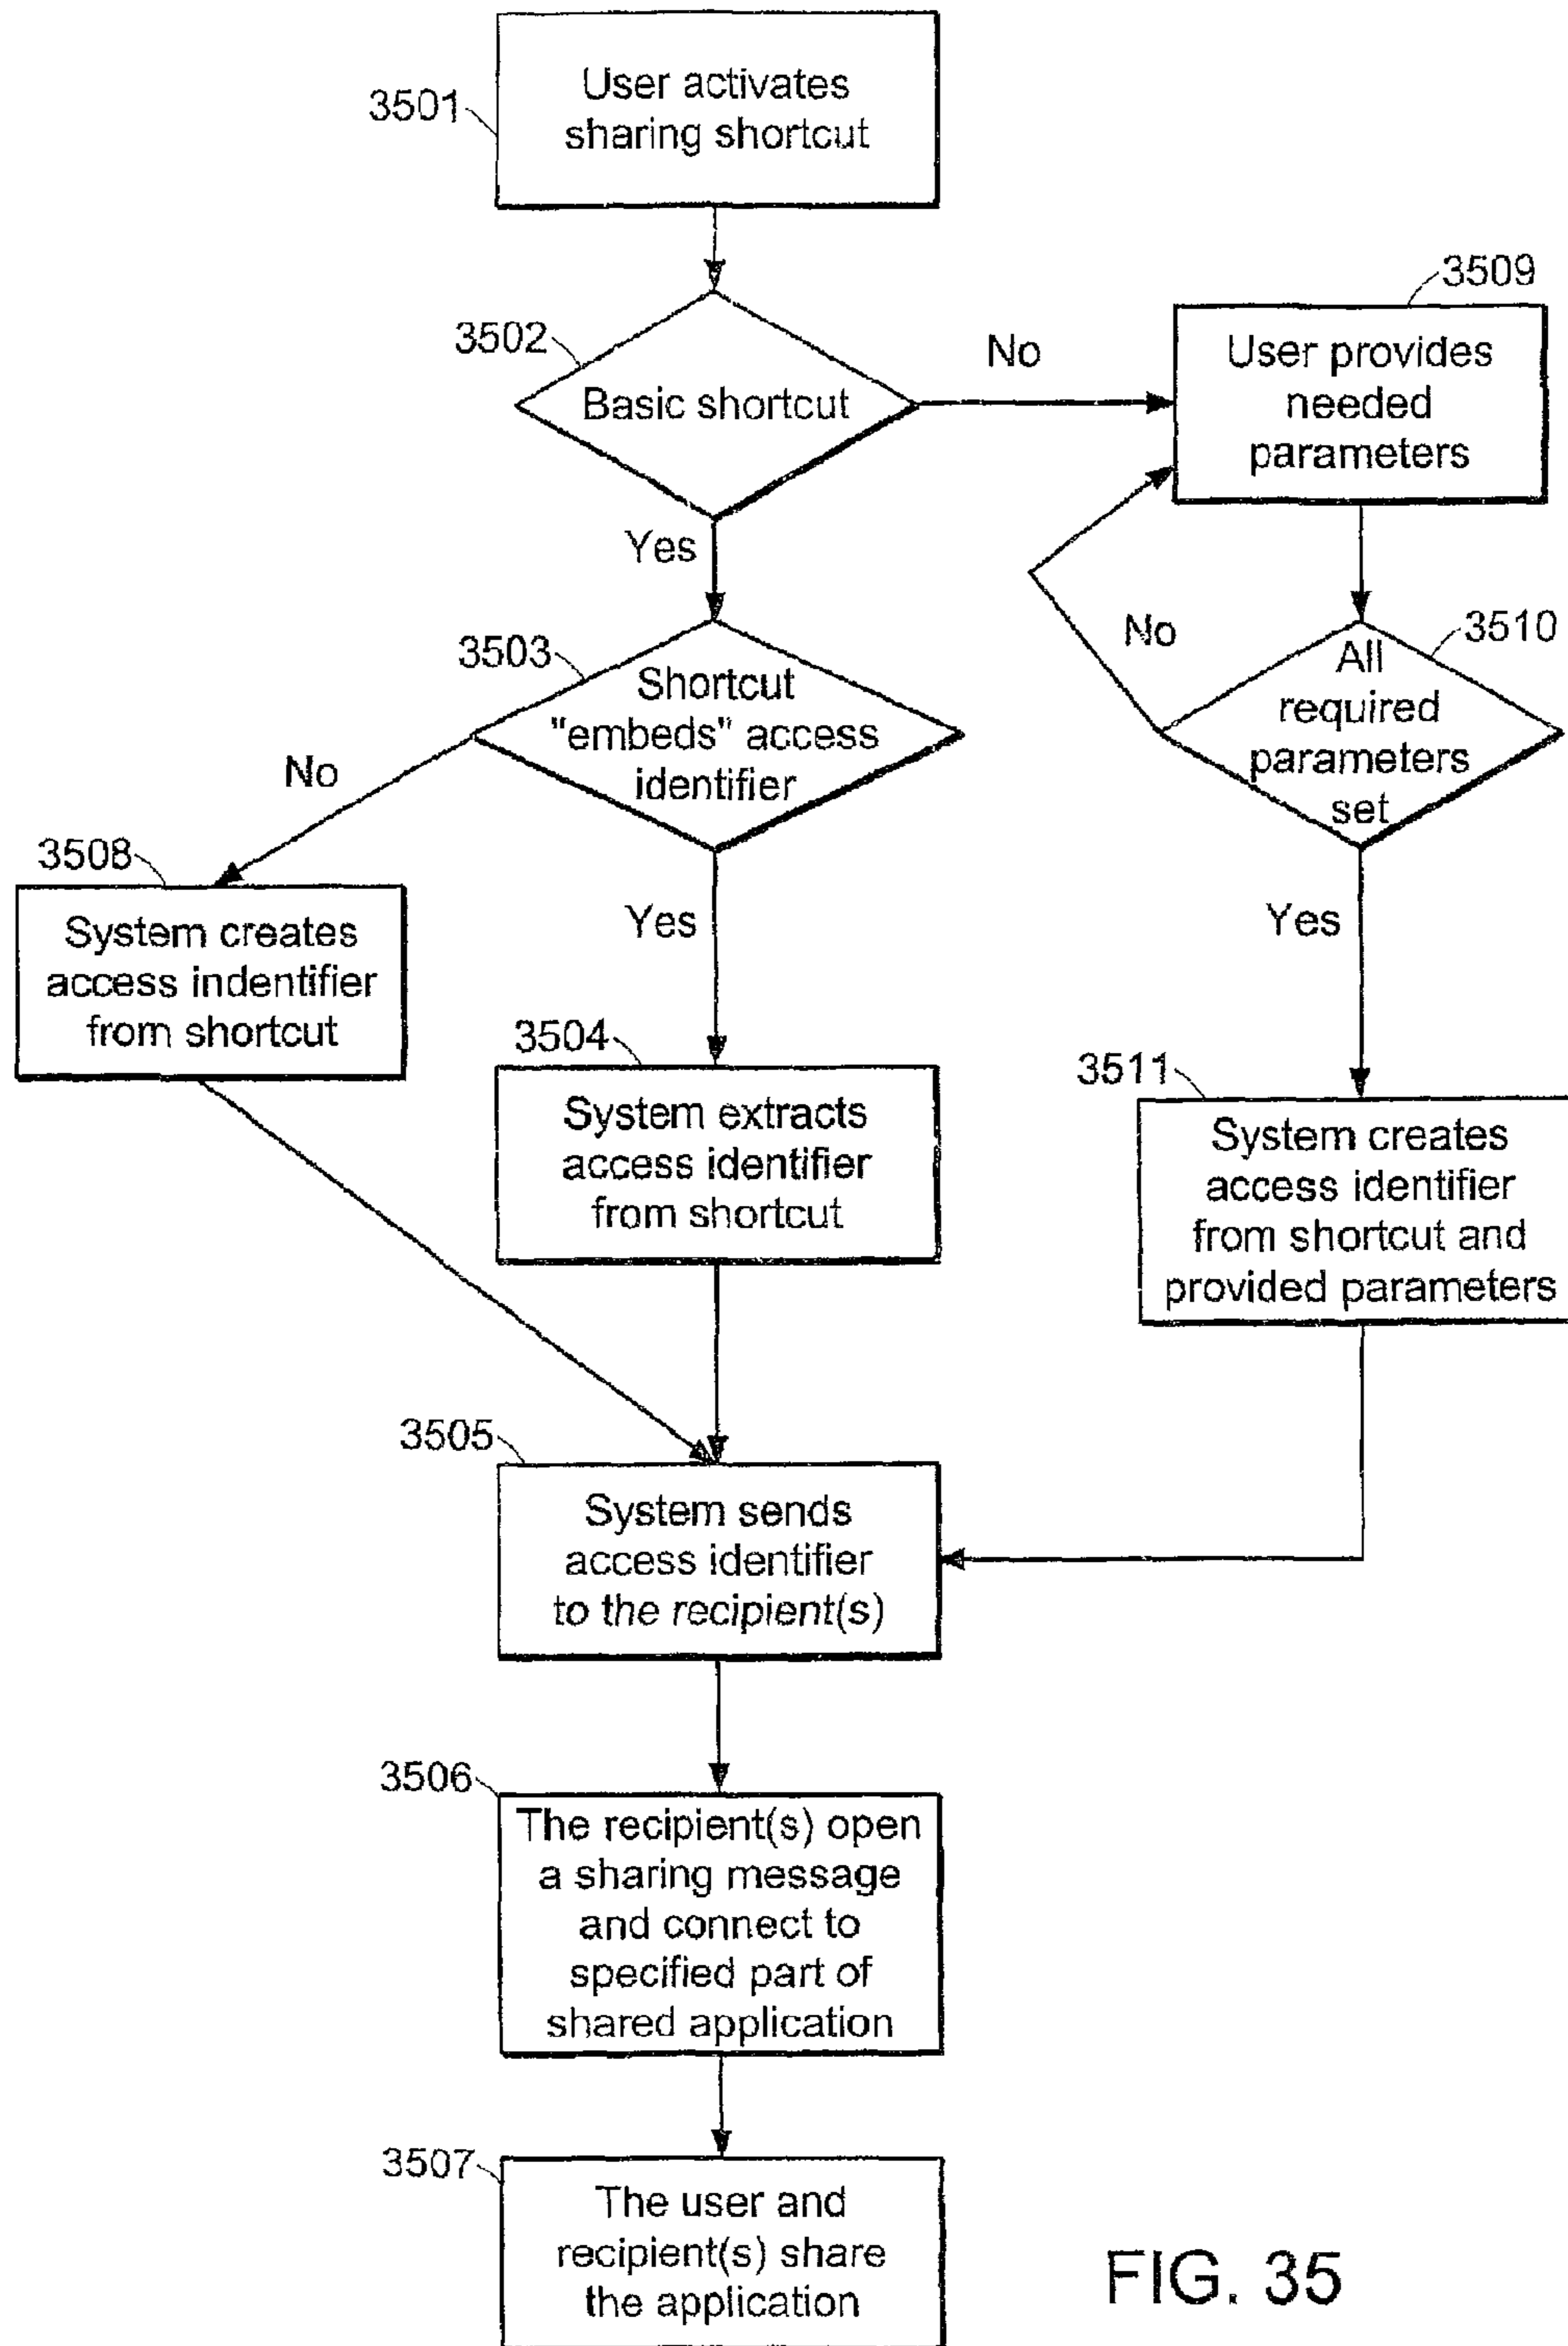 3501
User activates
sharing shortcut
3502
Basic shortcut
No
Yes
3509
User provides
needed
parameters
3510
All
required
parameters
set
No
Yes
3503
Shortcut
"embeds" access
identifier
No
Yes
3508
System creates
access indentifier
from shortcut
3504
System extracts
access identifier
from shortcut
3511
System creates
access identifier
from shortcut and
provided parameters
3505
System sends
access identifier
to the recipient(s)
3506
The recipient(s) open
a sharing message
and connect to
specified part of
shared application
3507
The user and
recipient(s) share
the application
FIG. 35